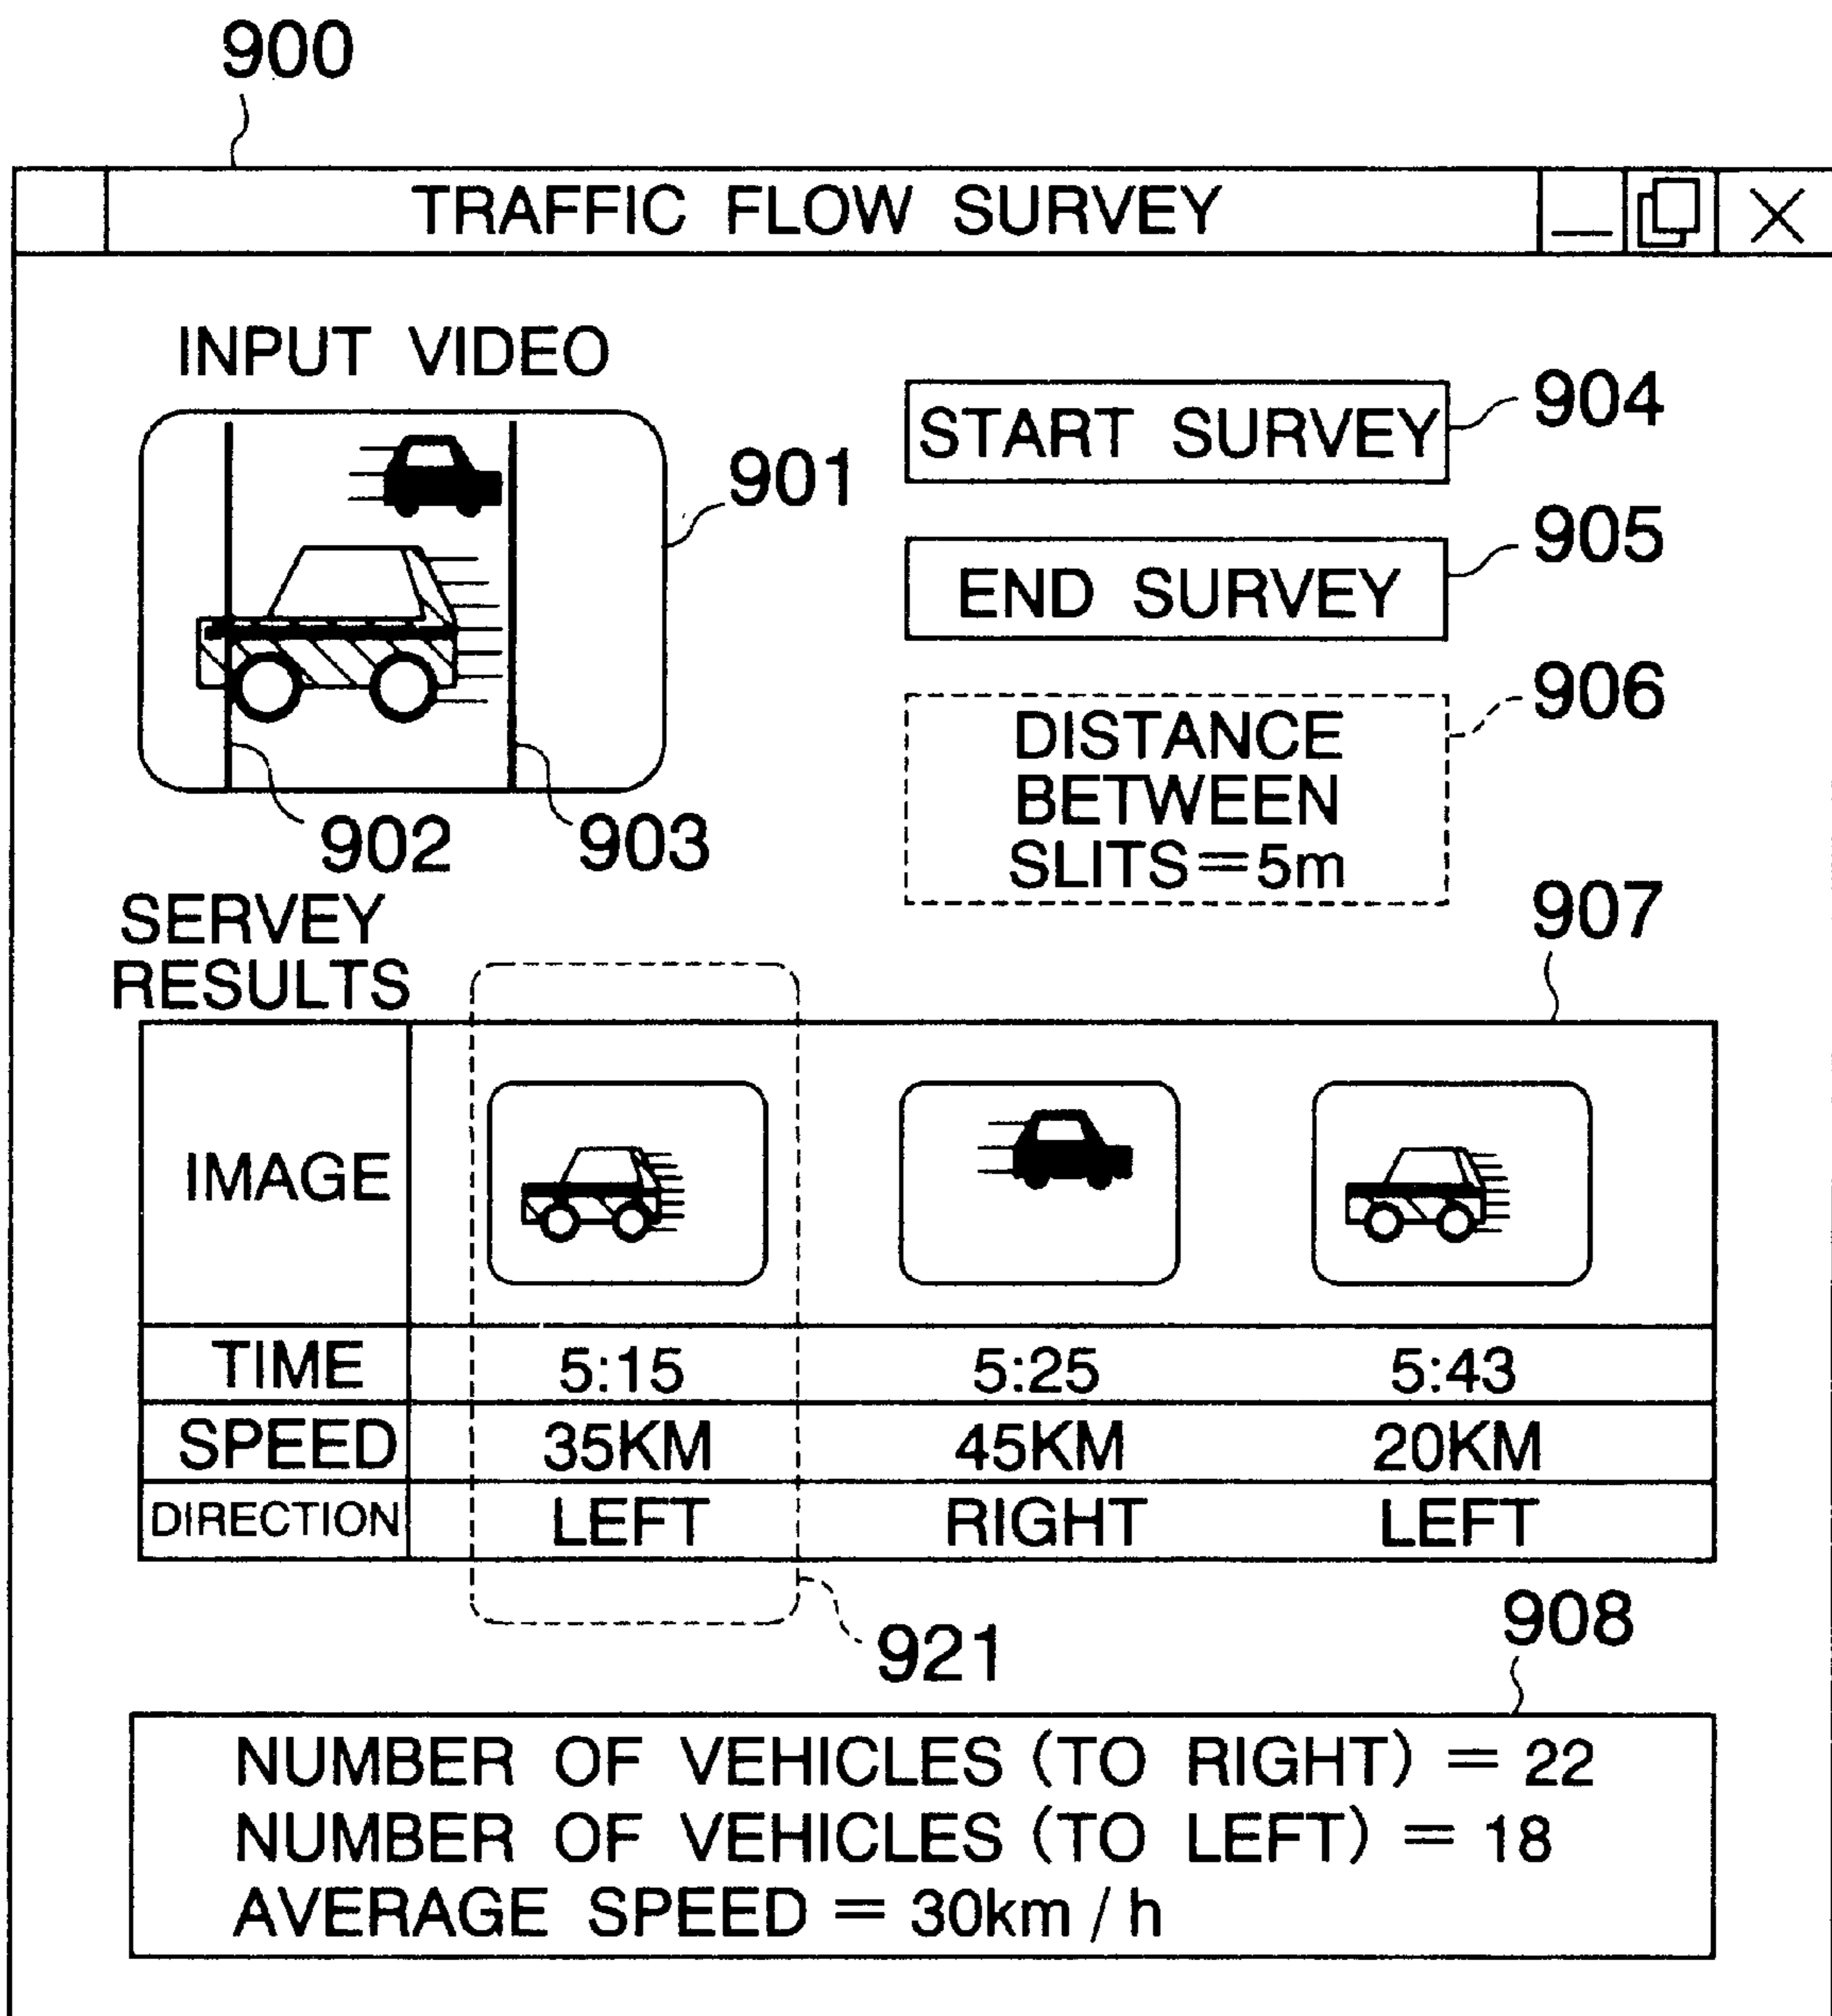 900
TRAFFIC FLOW SURVEY
INPUT VIDEO
901
902
903
START SURVEY
904
END SURVEY
905
DISTANCE
BETWEEN
SLITS=5m
906
SERVEY
RESULTS
907
IMAGE
TIME 5:15 5:25 5:43
SPEED 35KM 45KM 20KM
DIRECTION LEFT RIGHT LEFT
921
908
NUMBER OF VEHICLES (TO RIGHT) = 22
NUMBER OF VEHICLES (TO LEFT) = 18
AVERAGE SPEED = 30km / h